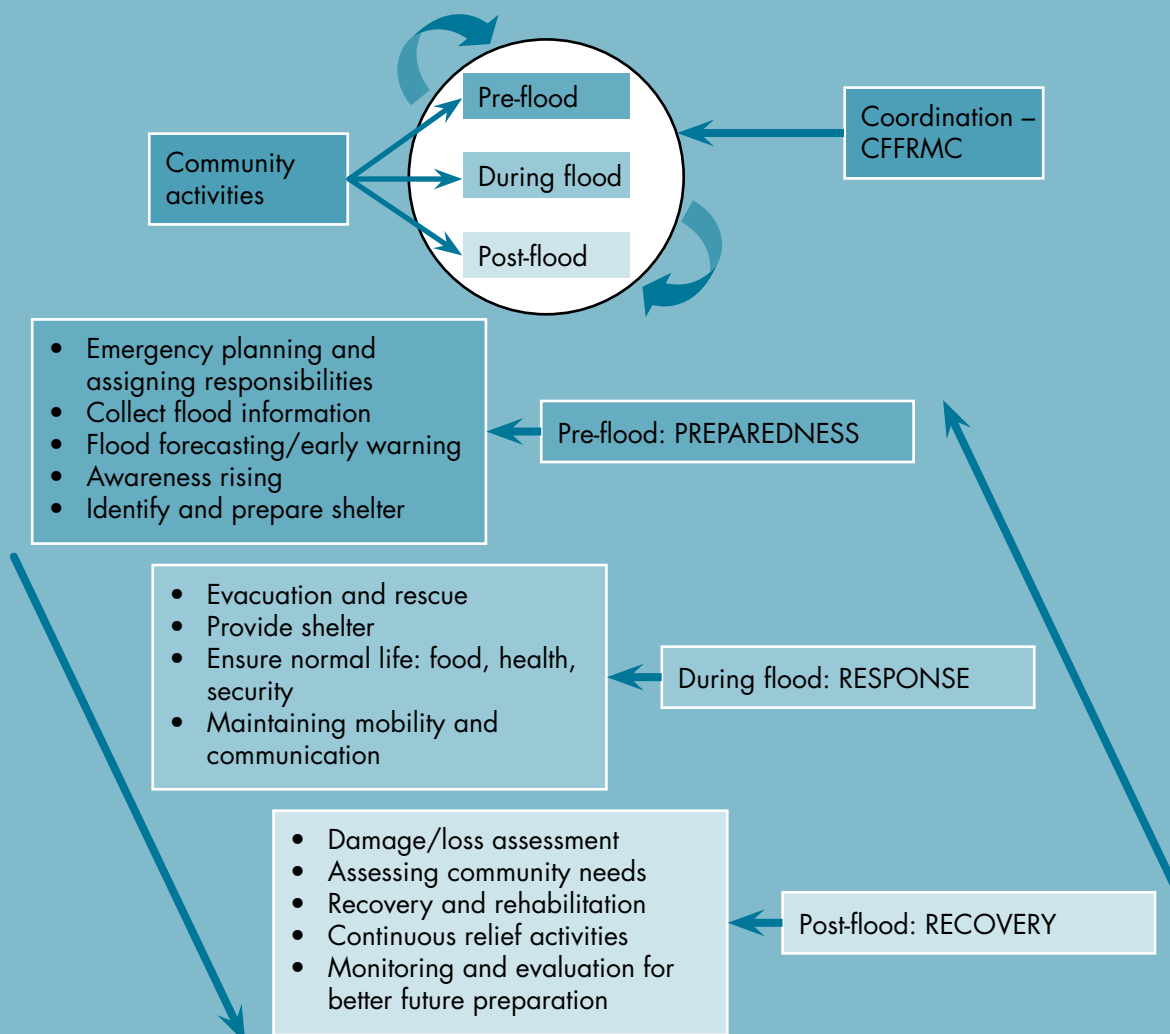 Pre-flood
Coordination –
CFFRMC
Community
activities
During flood
Post-flood
• Emergency planning and
assigning responsibilities
• Collect flood information
• Flood forecasting/early warning
• Awareness rising
• Identify and prepare shelter
Pre-flood: PREPAREDNESS
• Evacuation and rescue
• Provide shelter
• Ensure normal life: food, health,
security
• Maintaining mobility and
communication
During flood: RESPONSE
• Damage/loss assessment
• Assessing community needs
• Recovery and rehabilitation
• Continuous relief activities
• Monitoring and evaluation for
better future preparation
Post-flood: RECOVERY